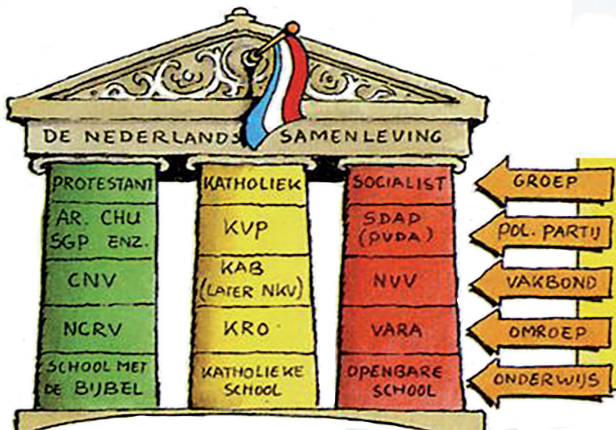 DE NEDERLANDS SAMENLEVING
PROTESTANT KATHOLIEK SOCIALIST GROEP
AR. CHU
SGP ENZ.
KVP
SDAP
(PVDA)
POL. PARTIJ
CNV
KAB
(LATER NKV)
NVV
VAKBOND
NCRV KRO VARA OMROEP
SCHOOL MET
DE BIJBEL
KATHOLIEKE
SCHOOL
OPENBARE
SCHOOL
ONDERWIJS